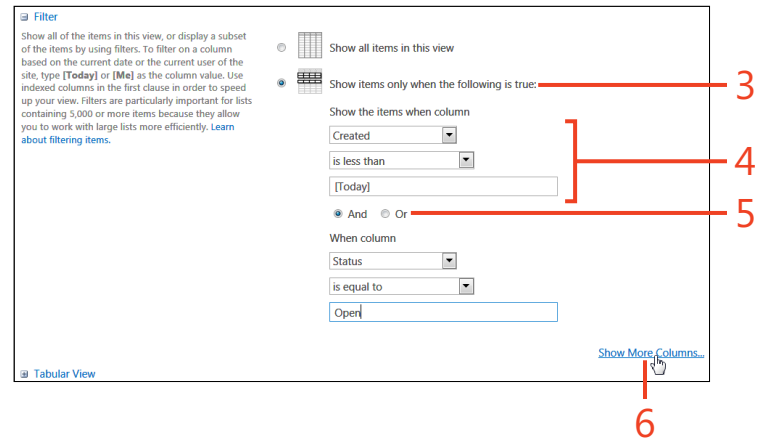 Filter
Show all of the items in this view, or display a subset
of the items by using filters. To filter on a column
based on the current date or the current user of the
site, type [Today] or [Me] as the column value. Use
indexed columns in the first clause in order to speed
up your view. Filters are particularly important for lists
containing 5,000 or more items because they allow
you to work with large lists more efficiently. Learn
about filtering items.
Show all items in this view
Show items only when the following is true:
3
Show the items when column
Created
is less than
[Today]
4
And Or
5
When column
Status
is equal to
Open
Show More Columns...
Tabular View
6